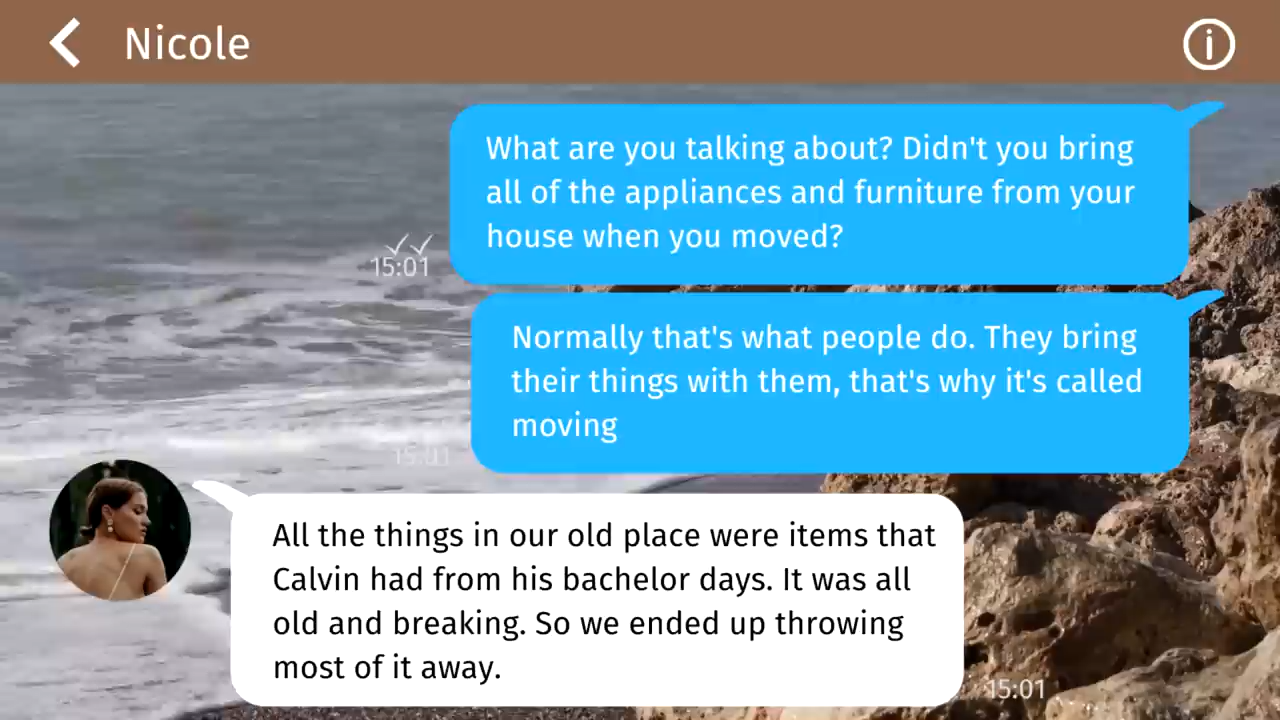 Nicole
What are you talking about? Didn't you bring
all of the appliances and furniture from your
house when you moved?
15:01
Normally that's what people do. They bring
their things with them, that's why it's called
moving
15:01
All the things in our old place were items that
Calvin had from his bachelor days. It was all
old and breaking. So we ended up throwing
most of it away.
15:01